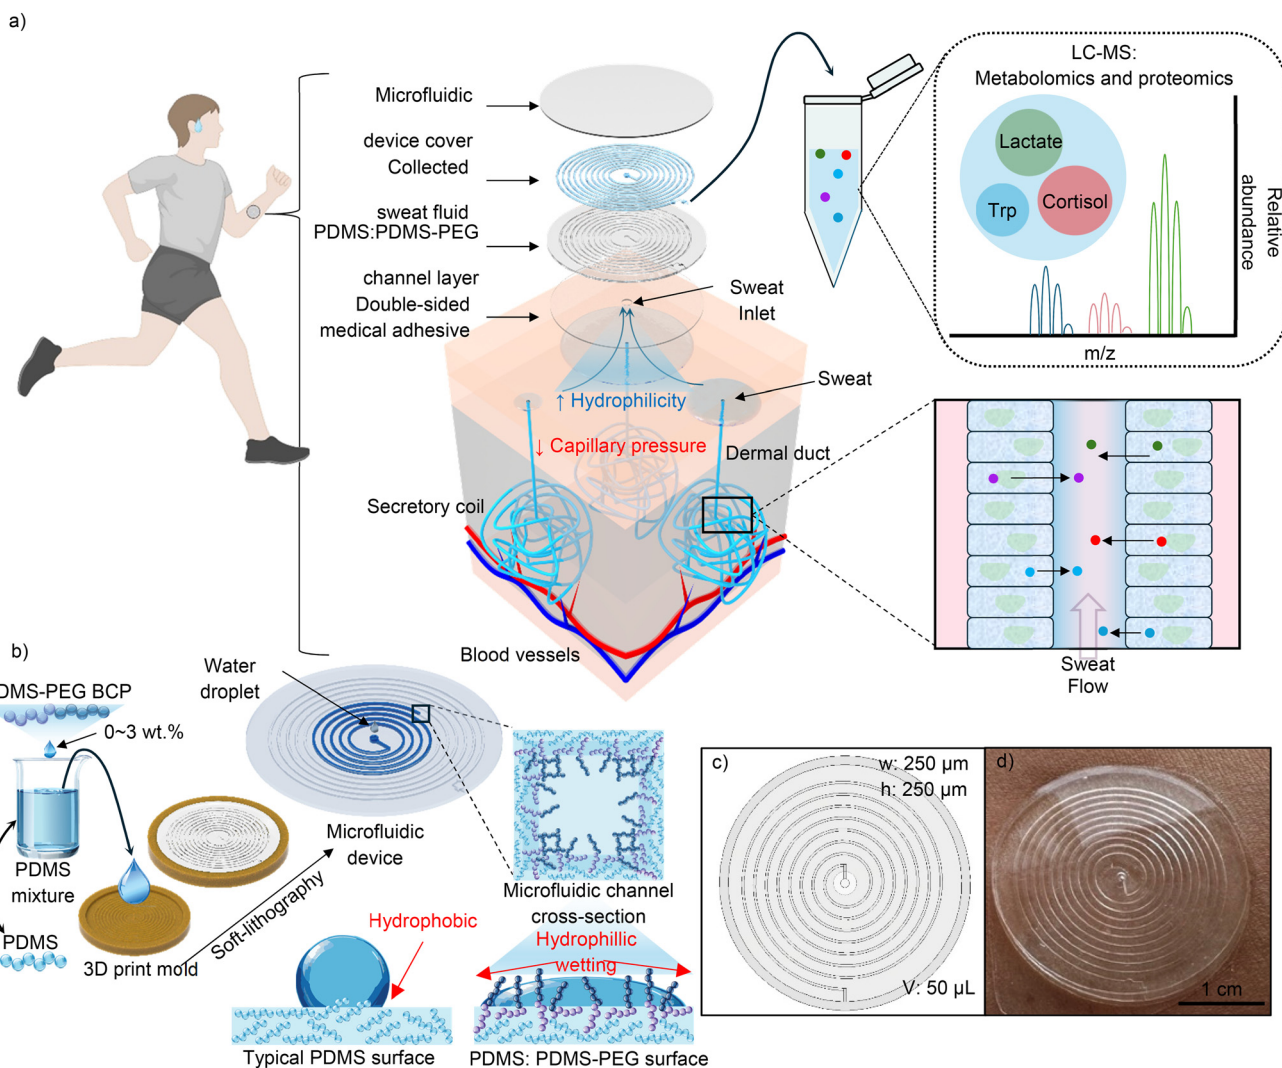 a)
Microfluidic
device cover
Collected
sweat fluid
PDMS:PDMS-PEG
channel layer
Double-sided
medical adhesive
Sweat
Inlet
Sweat
↑ Hydrophilicity
↓ Capillary pressure
Dermal duct
Secretory coil
Blood vessels
LC-MS:
Metabolomics and proteomics
Lactate
Trp
Cortisol
Relative
abundance
m/z
Sweat
Flow
b)
DMS-PEG BCP
0~3 wt.%
PDMS
mixture
PDMS
3D print mold
Soft-lithography
Water
droplet
Microfluidic
device
Microfluidic channel
cross-section
Hydrophobic
Hydrophillic
wetting
Typical PDMS surface
PDMS: PDMS-PEG surface
c)
w: 250 µm
h: 250 µm
V: 50 µL
d)
1 cm